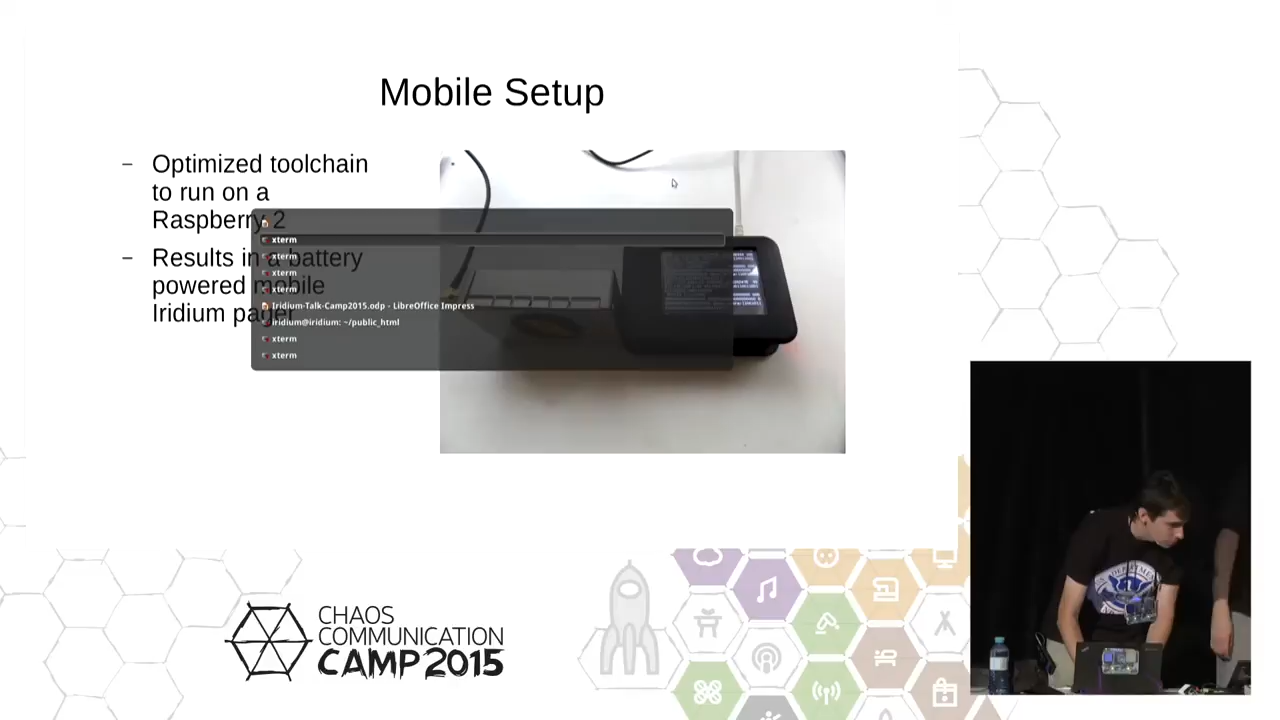 Mobile Setup
– Optimized toolchain
to run on a
Raspberry 2
– Results in a battery
powered mobile
Iridium pager
xterm
xterm
xterm
xterm
Iridium-Talk-Camp2015.odp - LibreOffice Impress
iridium@iridium: ~/public_html
xterm
xterm
CHAOS
COMMUNICATION
CAMP 2015